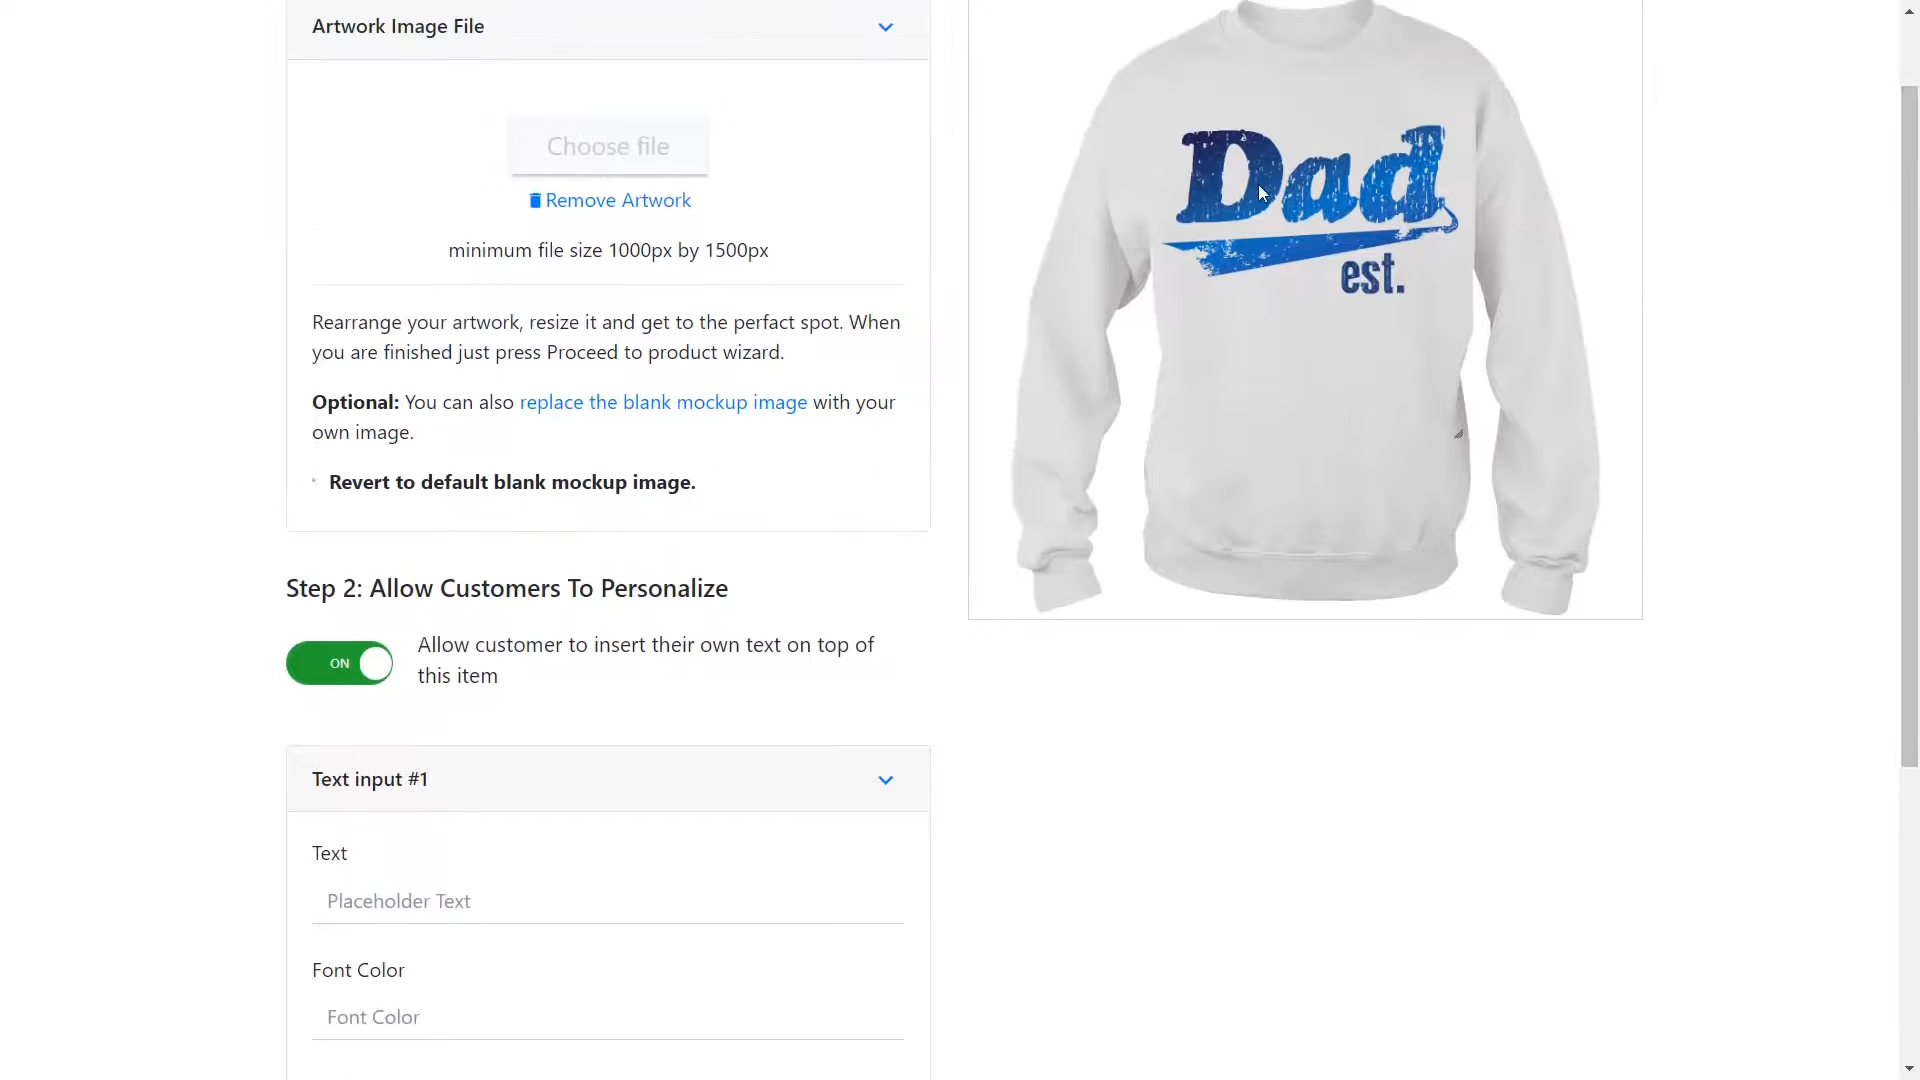 Artwork Image File
Choose file
Remove Artwork
minimum file size 1000px by 1500px
Rearrange your artwork, resize it and get to the perfact spot. When
you are finished just press Proceed to product wizard.
Optional: You can also replace the blank mockup image with your
own image.
Revert to default blank mockup image.
Step 2: Allow Customers To Personalize
ON
Allow customer to insert their own text on top of
this item
Text input #1
Text
Placeholder Text
Font Color
Font Color
Dad
est.